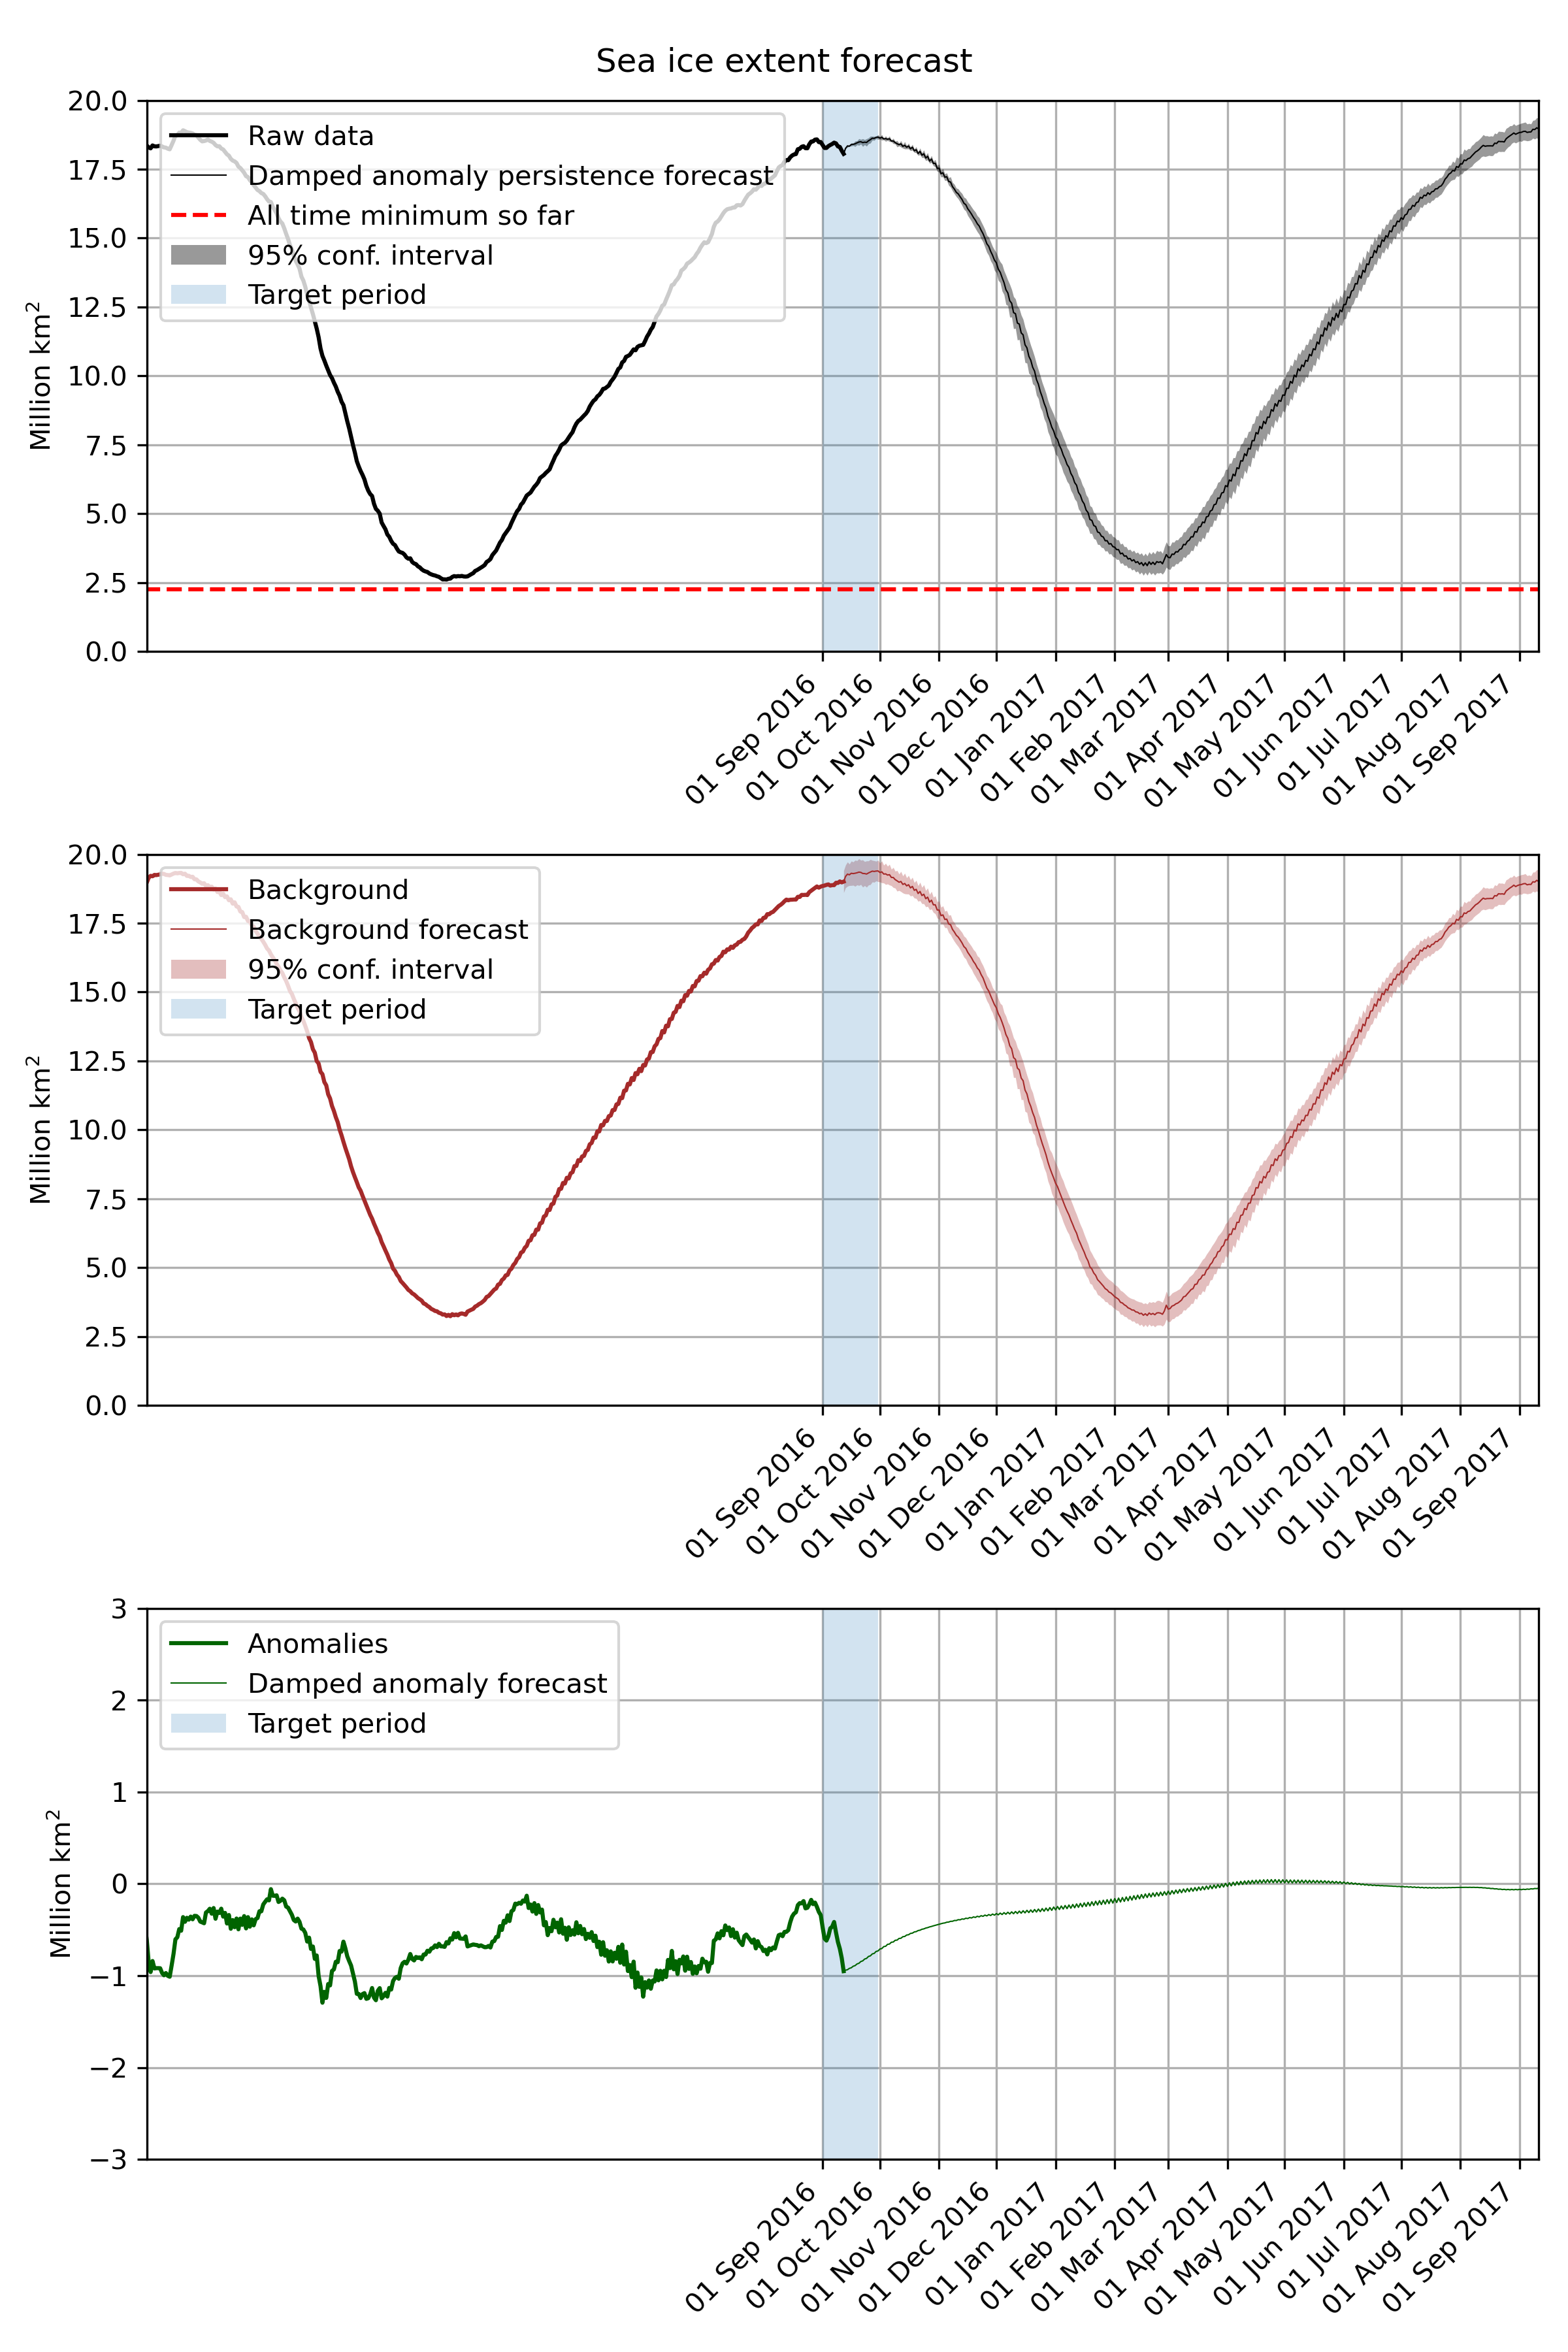 Sea ice extent forecast
20.0
17.5
15.0
12.5
10.0
7.5
5.0
2.5
0.0
Million km²
Raw data
Damped anomaly persistence forecast
All time minimum so far
95% conf. interval
Target period
01 Sep 2016
01 Oct 2016
01 Nov 2016
01 Dec 2016
01 Jan 2017
01 Feb 2017
01 Mar 2017
01 Apr 2017
01 May 2017
01 Jun 2017
01 Jul 2017
01 Aug 2017
01 Sep 2017
20.0
17.5
15.0
12.5
10.0
7.5
5.0
2.5
0.0
Million km²
Background
Background forecast
95% conf. interval
Target period
01 Sep 2016
01 Oct 2016
01 Nov 2016
01 Dec 2016
01 Jan 2017
01 Feb 2017
01 Mar 2017
01 Apr 2017
01 May 2017
01 Jun 2017
01 Jul 2017
01 Aug 2017
01 Sep 2017
3
2
1
0
−1
−2
−3
Million km²
Anomalies
Damped anomaly forecast
Target period
01 Sep 2016
01 Oct 2016
01 Nov 2016
01 Dec 2016
01 Jan 2017
01 Feb 2017
01 Mar 2017
01 Apr 2017
01 May 2017
01 Jun 2017
01 Jul 2017
01 Aug 2017
01 Sep 2017